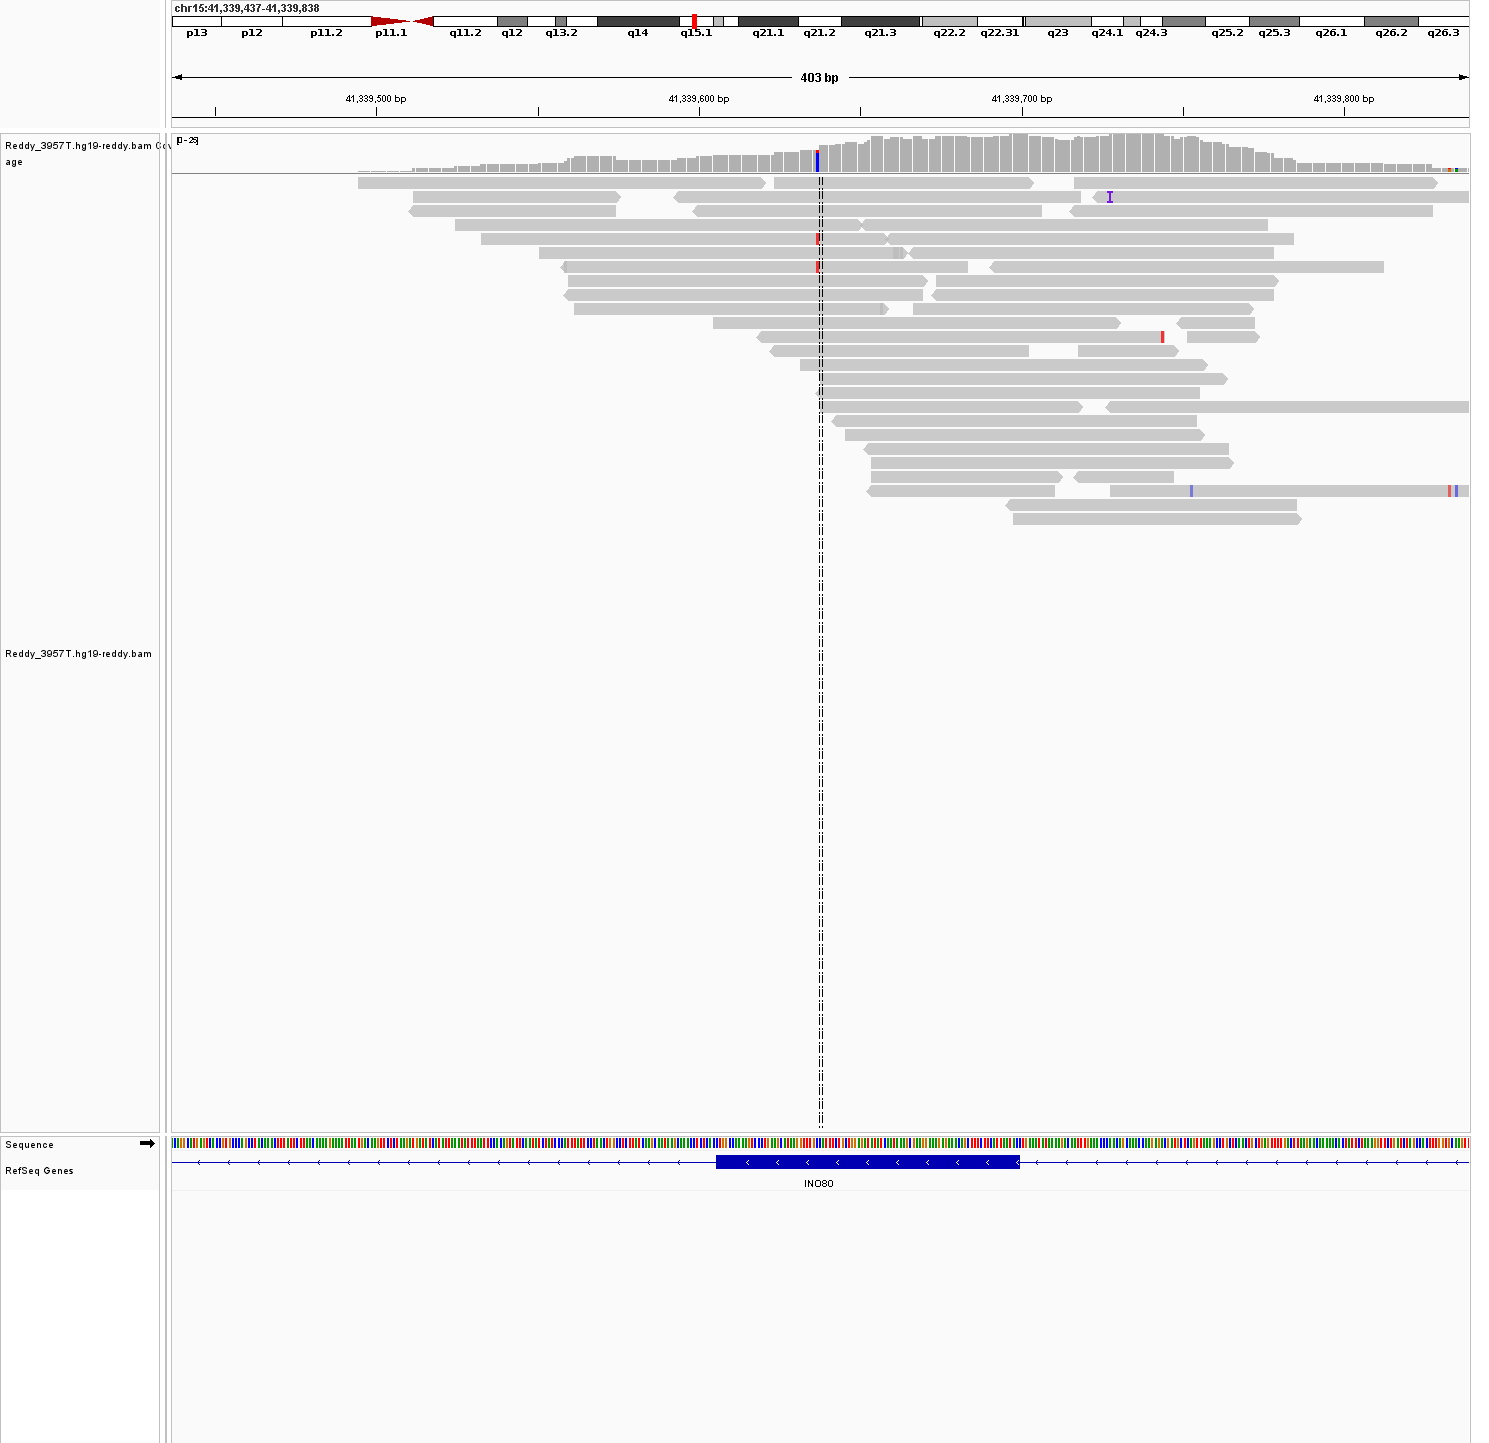 chr15:41,339,437-41,339,838
p13 p12 p11.2 p11.1 q11.2 q12 q13.2 q14 q15.1 q21.1 q21.2 q21.3 q22.2 q22.31 q23 q24.1 q24.3 q25.2 q25.3 q26.1 q26.2 q26.3
403 bp
41,339,500 bp 41,339,600 bp 41,339,700 bp 41,339,800 bp
Reddy_3957T.hg19-reddy.bam Cov
age
Reddy_3957T.hg19-reddy.bam
Sequence
RefSeq Genes
INO80